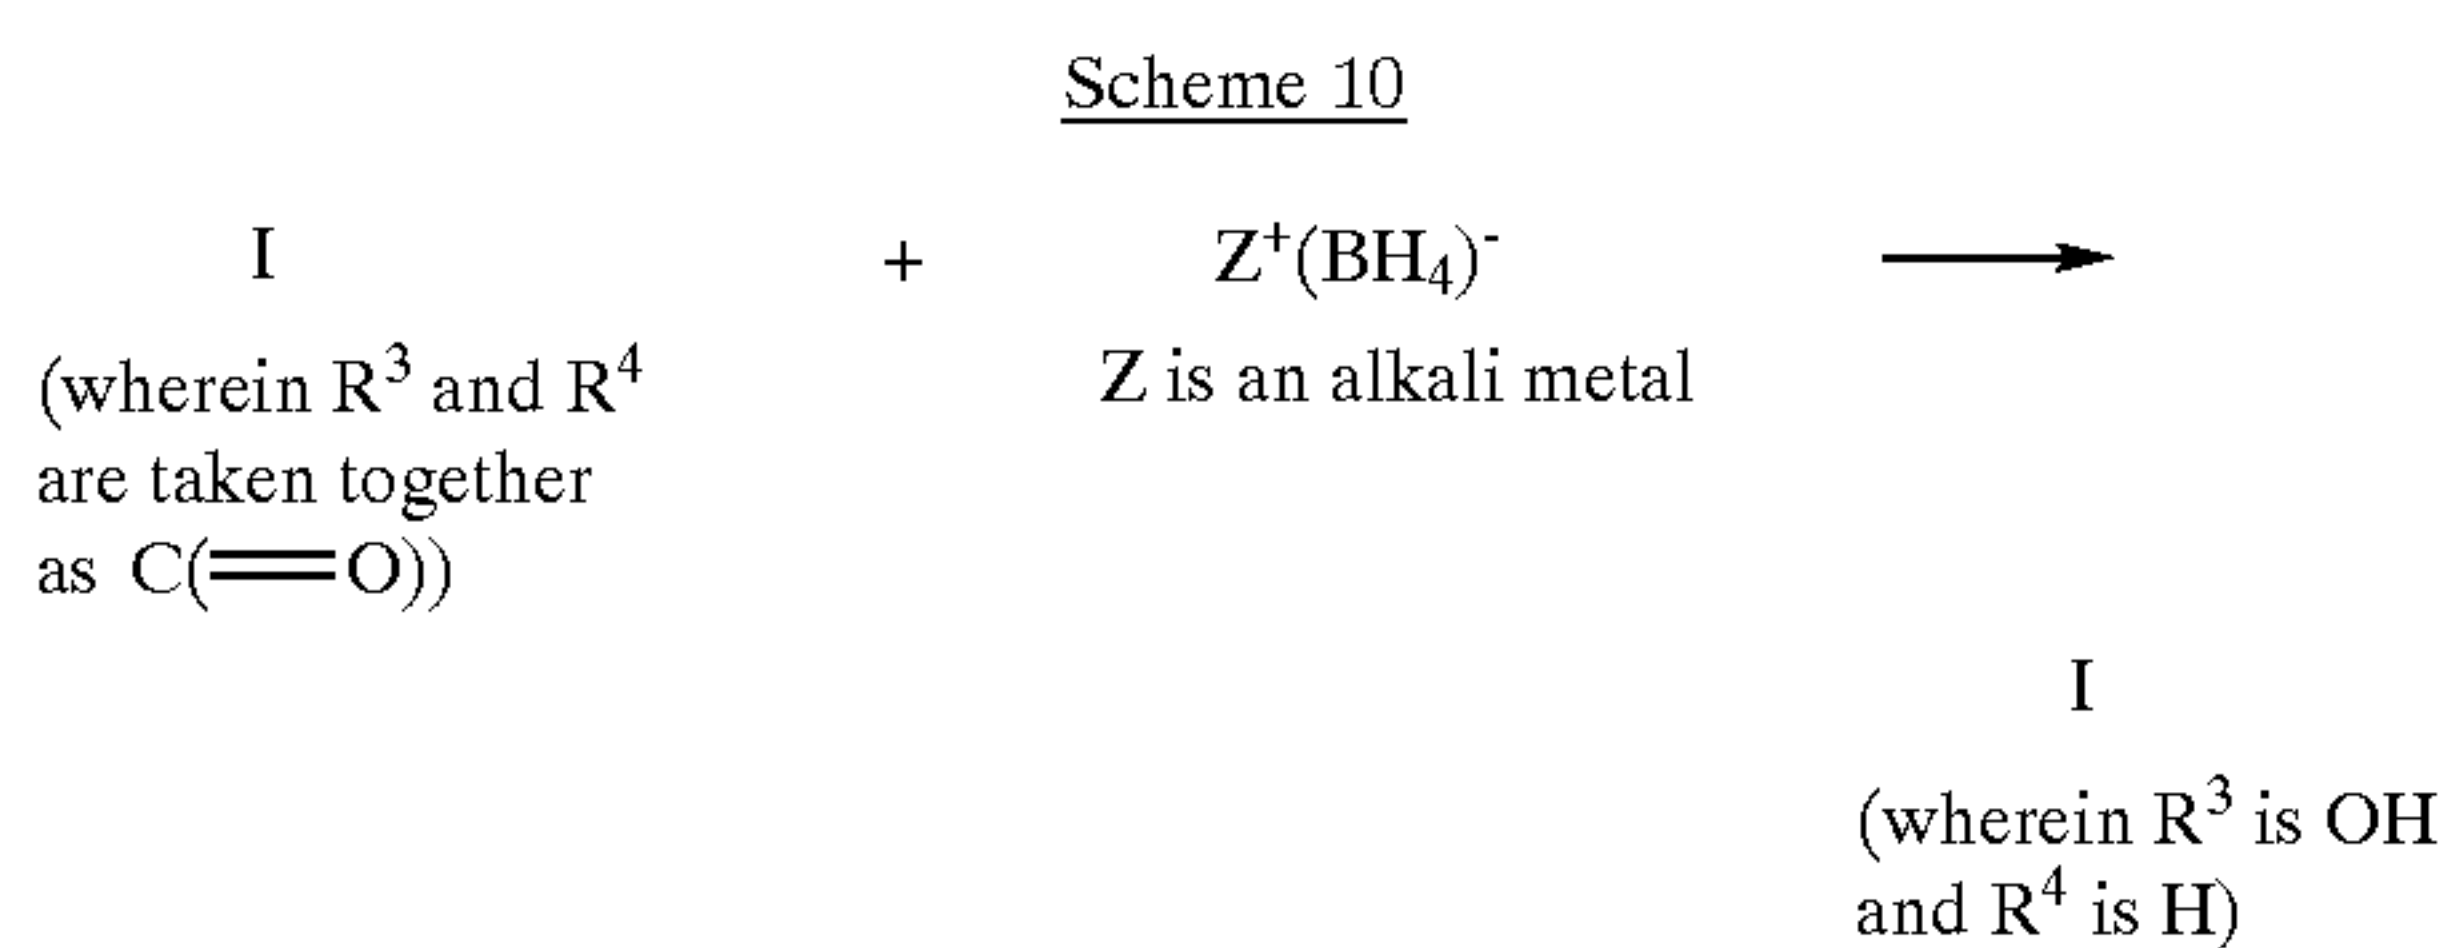 Scheme 10
I + Z⁺(BH₄)⁻ ⟶
(wherein R³ and R⁴
are taken together
as C(═O))
Z is an alkali metal
I
(wherein R³ is OH
and R⁴ is H)